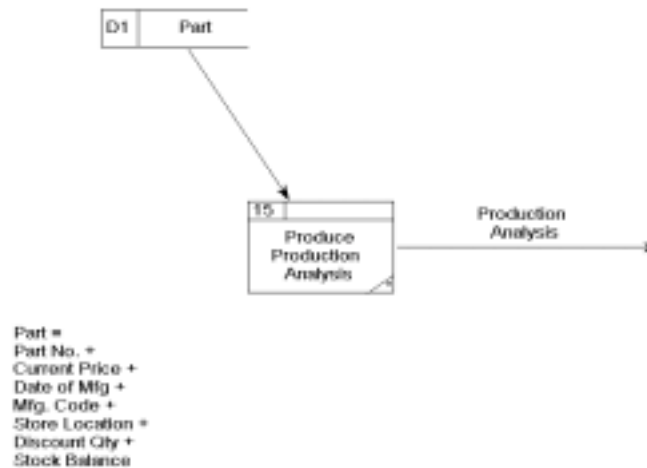 D1 Part
15
Produce
Production
Analysis
*
Production
Analysis
Part =
Part No. +
Current Price +
Date of Mfg +
Mfg. Code +
Store Location +
Discount Qty +
Stock Balance